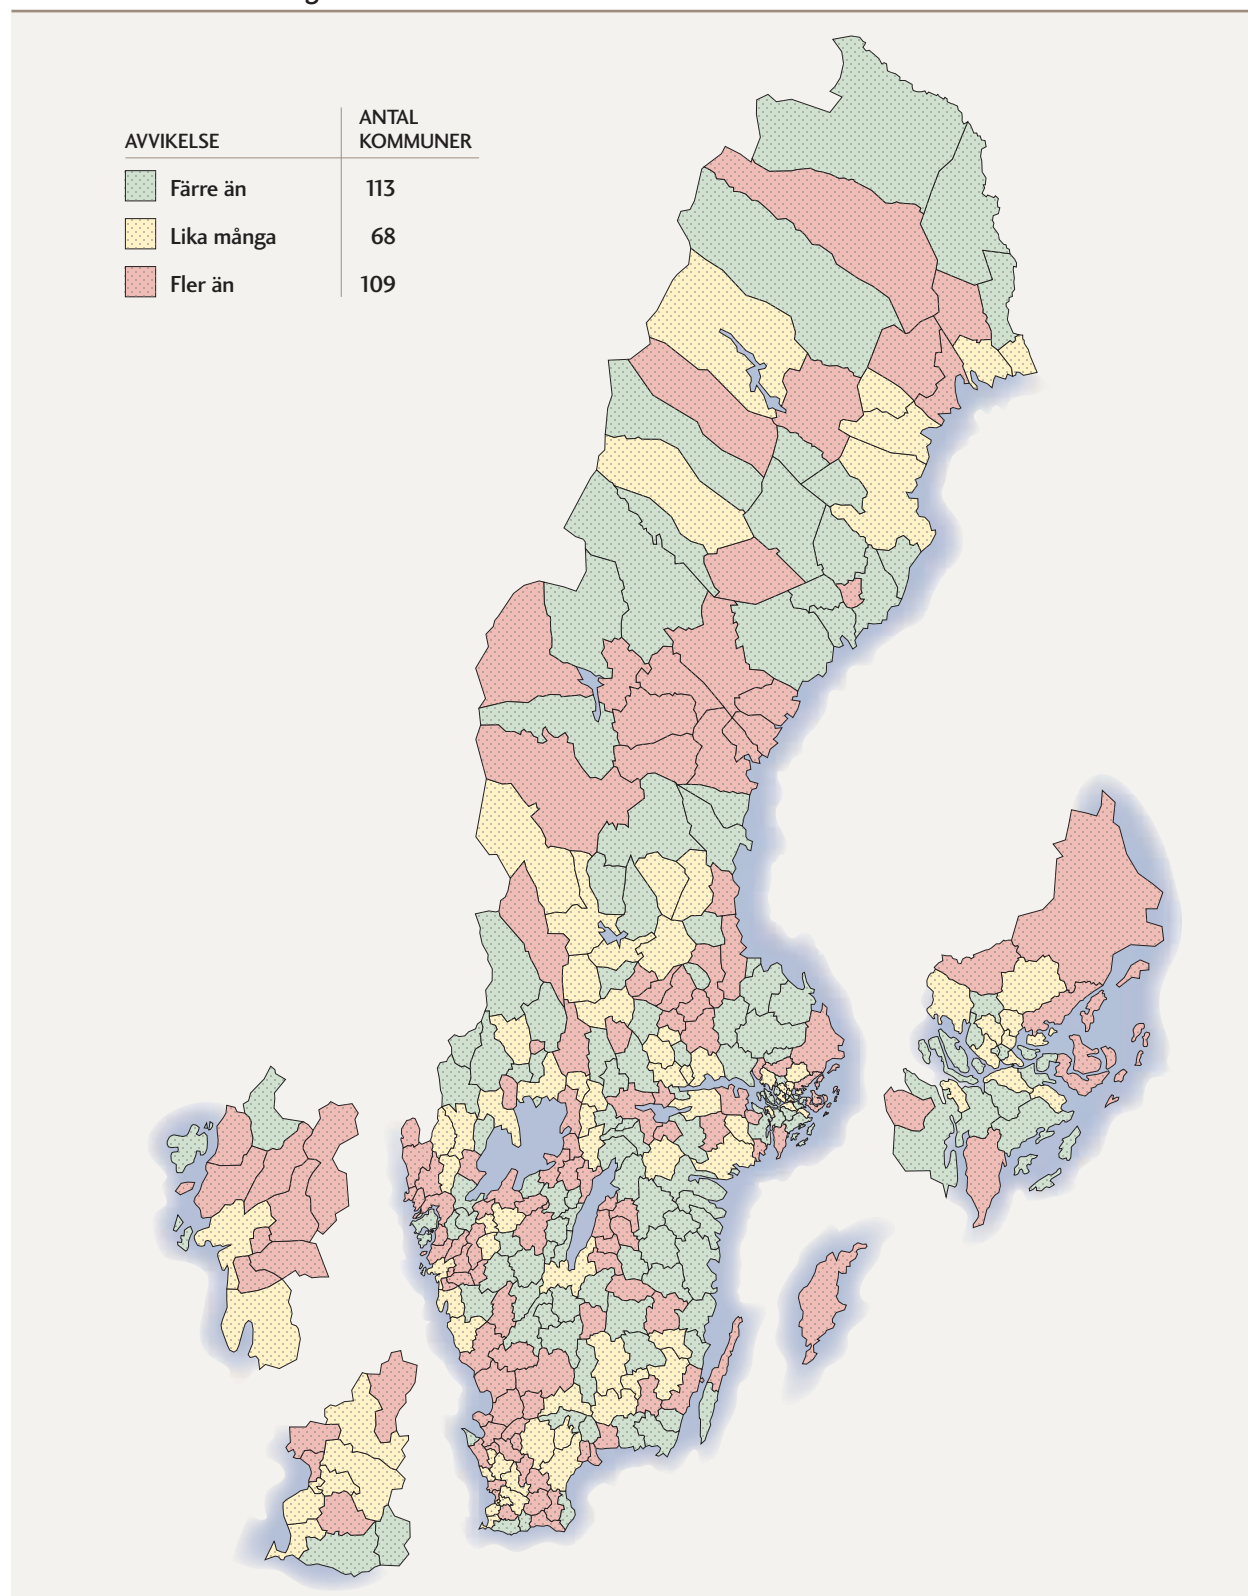 AVVIKELSE
ANTAL
KOMMUNER
Färre än 113
Lika många 68
Fler än 109